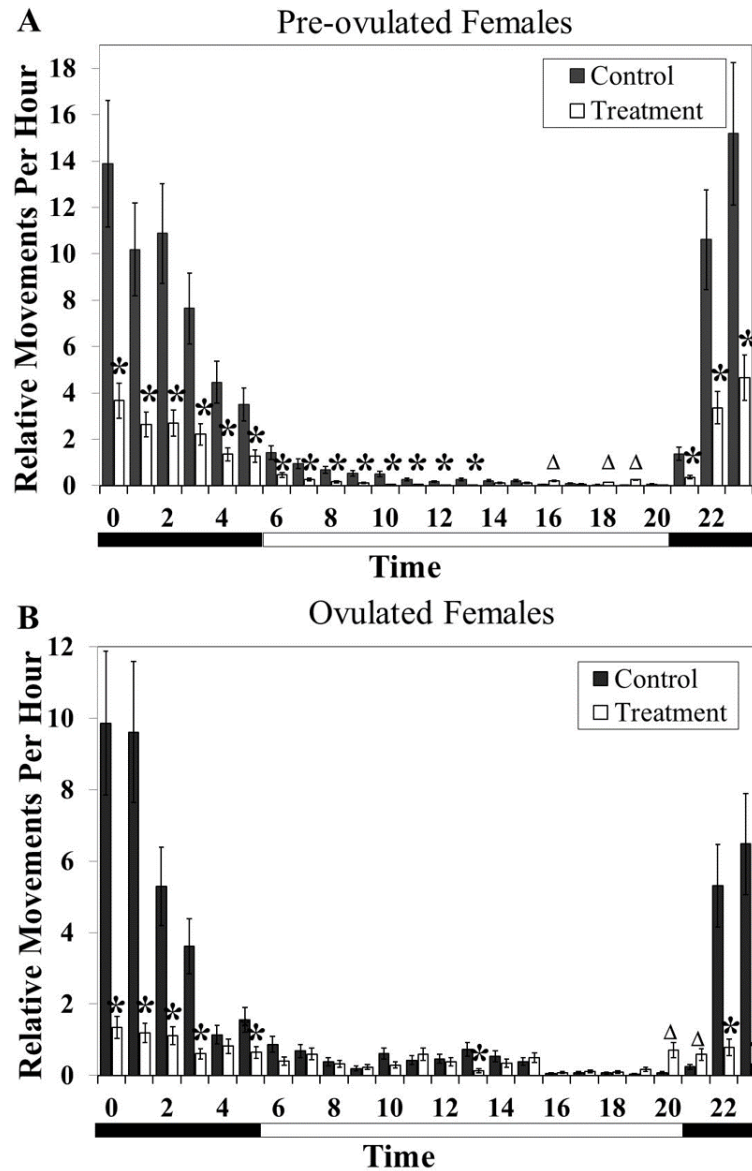 A
Pre-ovulated Females
Relative Movements Per Hour
18
16
14
12
10
8
6
4
2
0
Control
Treatment
* * * * * * * * * * * * * * Δ Δ Δ * * *
0 2 4 6 8 10 12 14 16 18 20 22
Time
B
Ovulated Females
Relative Movements Per Hour
12
10
8
6
4
2
0
Control
Treatment
* * * * * * Δ Δ *
0 2 4 6 8 10 12 14 16 18 20 22
Time